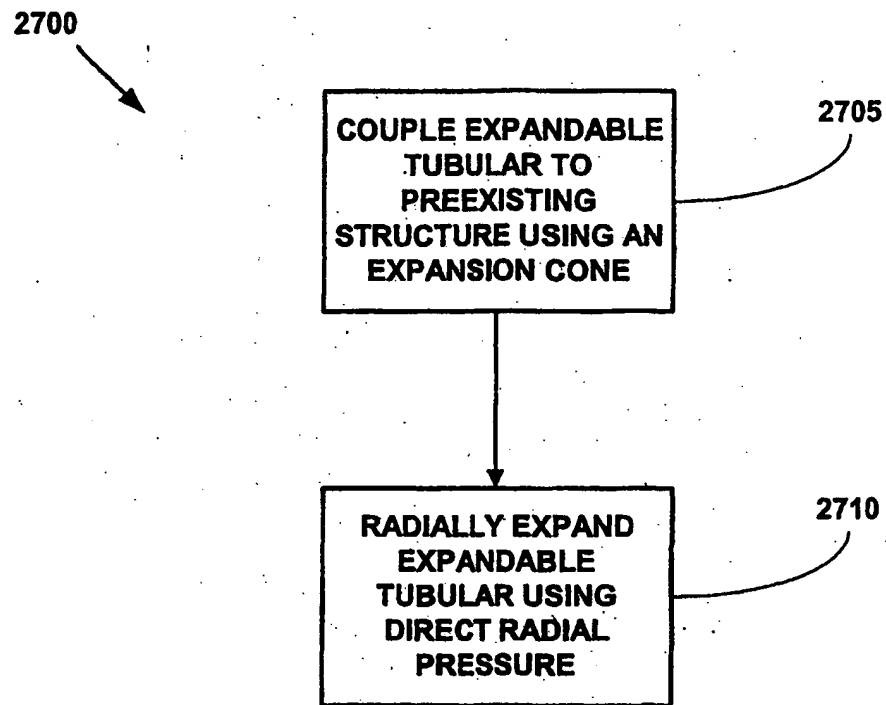 2700
COUPLE EXPANDABLE
TUBULAR TO
PREEXISTING
STRUCTURE USING AN
EXPANSION CONE
2705
RADIALLY EXPAND
EXPANDABLE
TUBULAR USING
DIRECT RADIAL
PRESSURE
2710